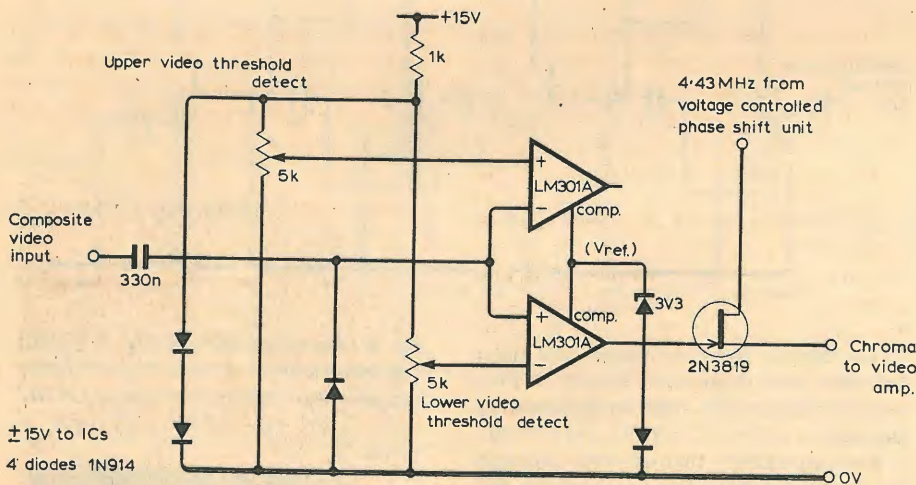 +15V
1k
Upper video threshold
detect
4·43 MHz from
voltage controlled
phase shift unit
5k
+
LM301A
−
comp.
Composite
video
input
330n
(Vref.)
+
comp.
3V3
LM301A
−
2N3819
Chroma
to video
amp.
5k
Lower video
threshold detect
±15V to ICs
4 diodes 1N914
0V